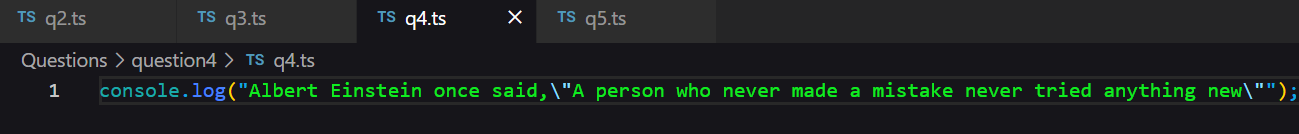 TS q2.ts TS q3.ts TS q4.ts × TS q5.ts
Questions > question4 > TS q4.ts
1 console.log("Albert Einstein once said,\"A person who never made a mistake never tried anything new\"");